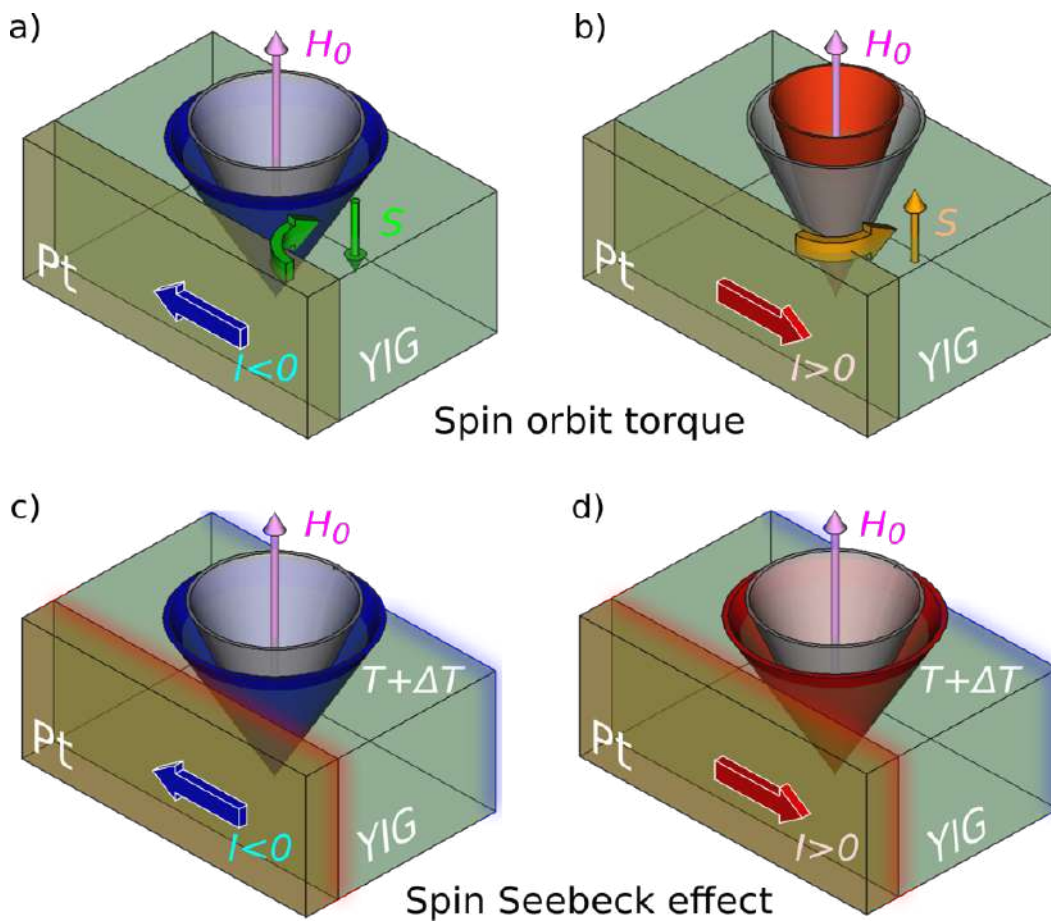 a)
H0
S
Pt
I<0
YIG
b)
H0
S
Pt
I>0
YIG
Spin orbit torque
c)
H0
T+ΔT
Pt
I<0
YIG
d)
H0
T+ΔT
Pt
I>0
YIG
Spin Seebeck effect